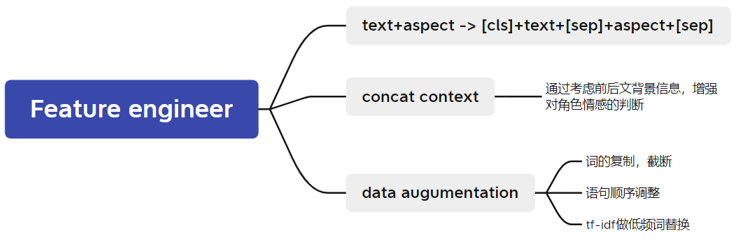 Feature engineer
text+aspect -> [cls]+text+[sep]+aspect+[sep]
concat context
通过考虑前后文背景信息，增强
对角色情感的判断
data augumentation
词的复制，截断
语句顺序调整
tf-idf做低频词替换